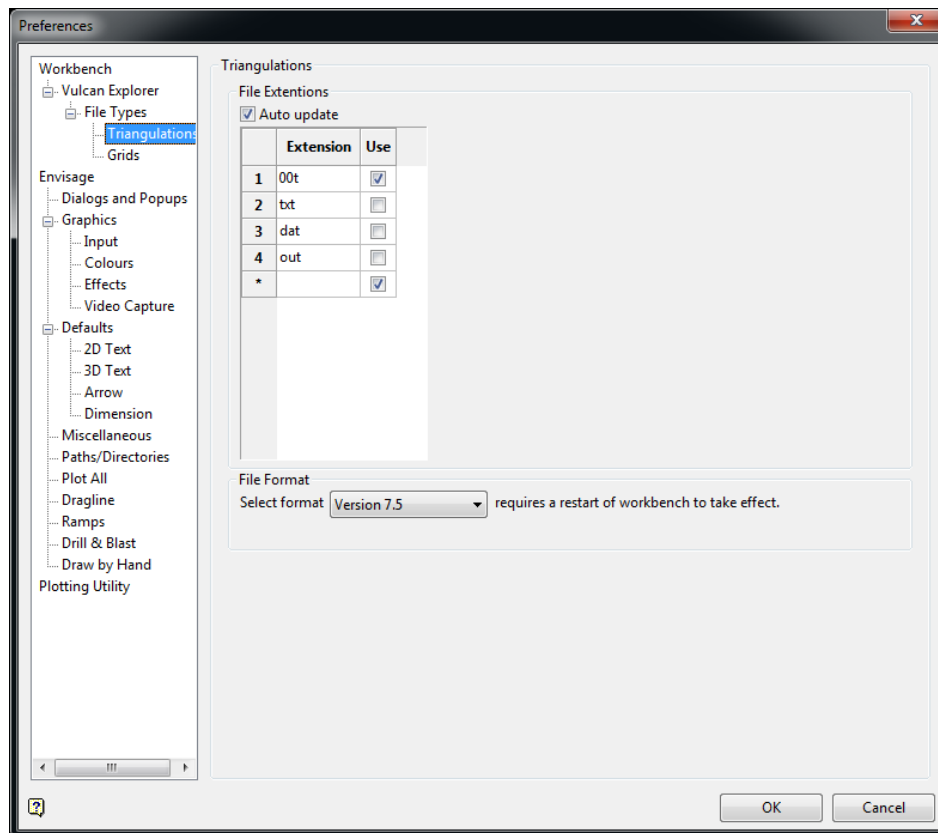 Preferences
Workbench
Vulcan Explorer
File Types
Triangulations
Grids
Envisage
Dialogs and Popups
Graphics
Input
Colours
Effects
Video Capture
Defaults
2D Text
3D Text
Arrow
Dimension
Miscellaneous
Paths/Directories
Plot All
Dragline
Ramps
Drill & Blast
Draw by Hand
Plotting Utility
Triangulations
File Extentions
Auto update
Extension Use
1 00t
2 txt
3 dat
4 out
*
File Format
Select format Version 7.5 requires a restart of workbench to take effect.
OK Cancel